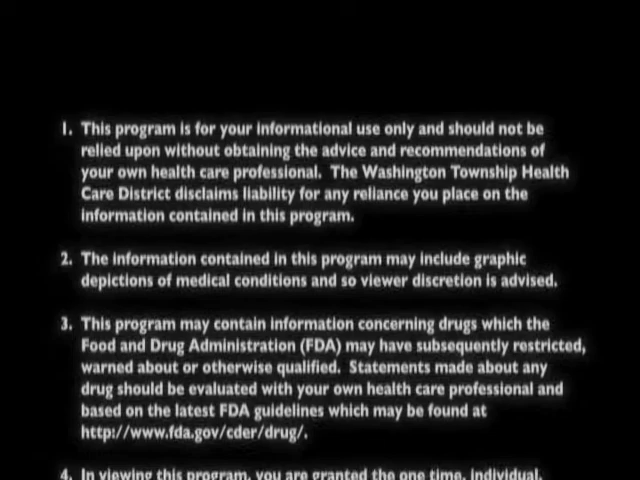 1. This program is for your informational use only and should not be
relied upon without obtaining the advice and recommendations of
your own health care professional. The Washington Township Health
Care District disclaims liability for any reliance you place on the
information contained in this program.
2. The information contained in this program may include graphic
depictions of medical conditions and so viewer discretion is advised.
3. This program may contain information concerning drugs which the
Food and Drug Administration (FDA) may have subsequently restricted,
warned about or otherwise qualified. Statements made about any
drug should be evaluated with your own health care professional and
based on the latest FDA guidelines which may be found at
http://www.fda.gov/cder/drug/.
4. In viewing this program, you are granted the one time, individual,